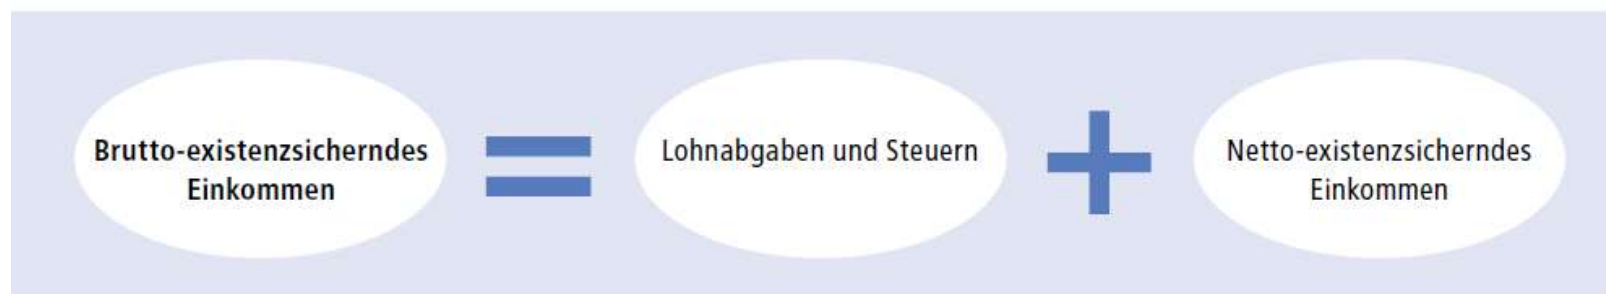 Brutto-existenzsicherndes
Einkommen
=
Lohnabgaben und Steuern
+
Netto-existenzsicherndes
Einkommen